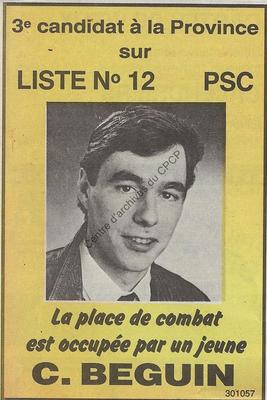 3e candidat à la Province
sur
LISTE No 12 PSC
Centre d'archives du CPCP
La place de combat
est occupée par un jeune
C. BEGUIN
301057